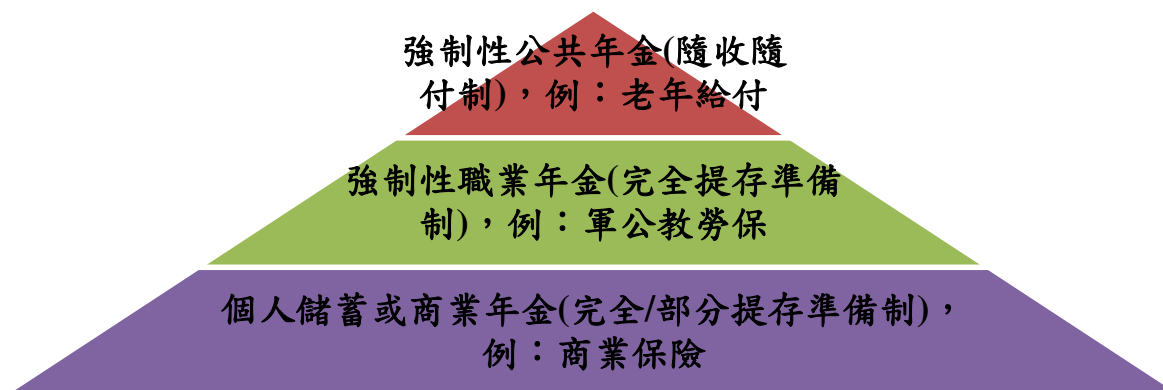 強制性公共年金(隨收隨
付制)，例：老年給付
強制性職業年金(完全提存準備
制)，例：軍公教勞保
個人儲蓄或商業年金(完全/部分提存準備制)，
例：商業保險